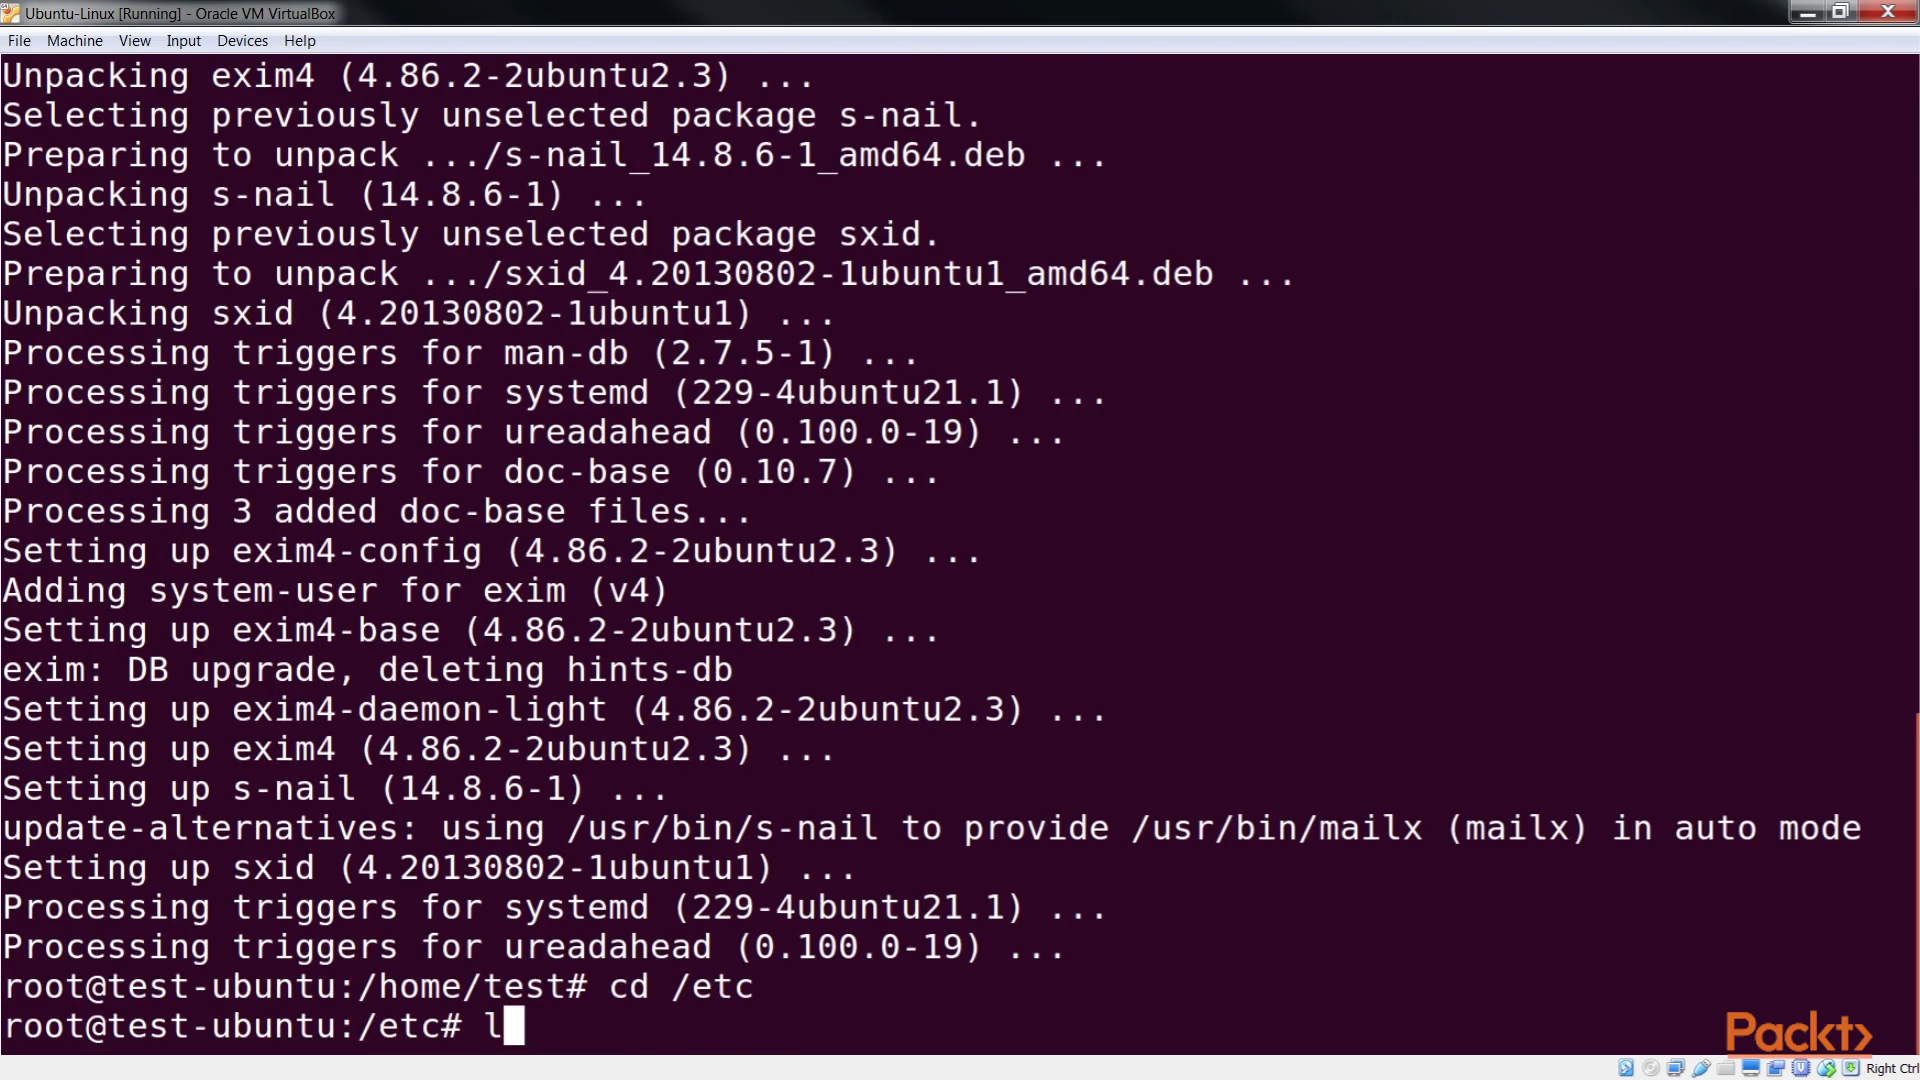 Ubuntu-Linux [Running] - Oracle VM VirtualBox
File Machine View Input Devices Help
Unpacking exim4 (4.86.2-2ubuntu2.3) ...
Selecting previously unselected package s-nail.
Preparing to unpack .../s-nail_14.8.6-1_amd64.deb ...
Unpacking s-nail (14.8.6-1) ...
Selecting previously unselected package sxid.
Preparing to unpack .../sxid_4.20130802-1ubuntu1_amd64.deb ...
Unpacking sxid (4.20130802-1ubuntu1) ...
Processing triggers for man-db (2.7.5-1) ...
Processing triggers for systemd (229-4ubuntu21.1) ...
Processing triggers for ureadahead (0.100.0-19) ...
Processing triggers for doc-base (0.10.7) ...
Processing 3 added doc-base files...
Setting up exim4-config (4.86.2-2ubuntu2.3) ...
Adding system-user for exim (v4)
Setting up exim4-base (4.86.2-2ubuntu2.3) ...
exim: DB upgrade, deleting hints-db
Setting up exim4-daemon-light (4.86.2-2ubuntu2.3) ...
Setting up exim4 (4.86.2-2ubuntu2.3) ...
Setting up s-nail (14.8.6-1) ...
update-alternatives: using /usr/bin/s-nail to provide /usr/bin/mailx (mailx) in auto mode
Setting up sxid (4.20130802-1ubuntu1) ...
Processing triggers for systemd (229-4ubuntu21.1) ...
Processing triggers for ureadahead (0.100.0-19) ...
root@test-ubuntu:/home/test# cd /etc
root@test-ubuntu:/etc# l
Packt>
Right Ctrl